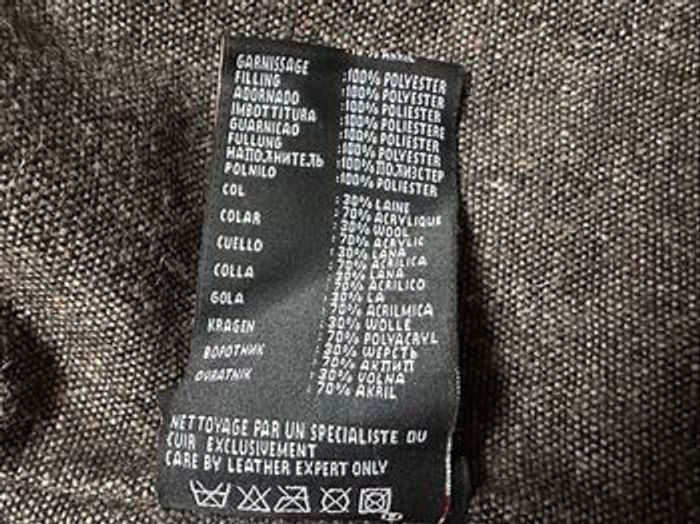 GARNISSAGE :100% POLYESTER
FILLING :100% POLYESTER
ADORNADO :100% POLYESTER
IMBOTTITURA :100% POLIESTERE
GUARNICAO :100% POLIESTER
FULLUNG :100% POLYESTER
НАПОЛНИТЕЛЬ :100% ПОЛИЭСТЕР
POLNILO :100% POLIESTER
COL : 30% LAINE
70% ACRYLIQUE
COLAR : 30% WOOL
70% ACRYLIC
CUELLO : 30% LANA
70% ACRILICA
COLLA : 30% LANA
70% ACRILICO
GOLA : 30% LA
70% ACRILMICA
KRAGEN : 30% WOLLE
70% POLYACRYL
ВОРОТНИК : 30% ШЕРСТЬ
70% АКПИП
OVRATNIK : 30% VOLNA
70% AKRIL
NETTOYAGE PAR UN SPECIALISTE DU
CUIR EXCLUSIVEMENT
CARE BY LEATHER EXPERT ONLY